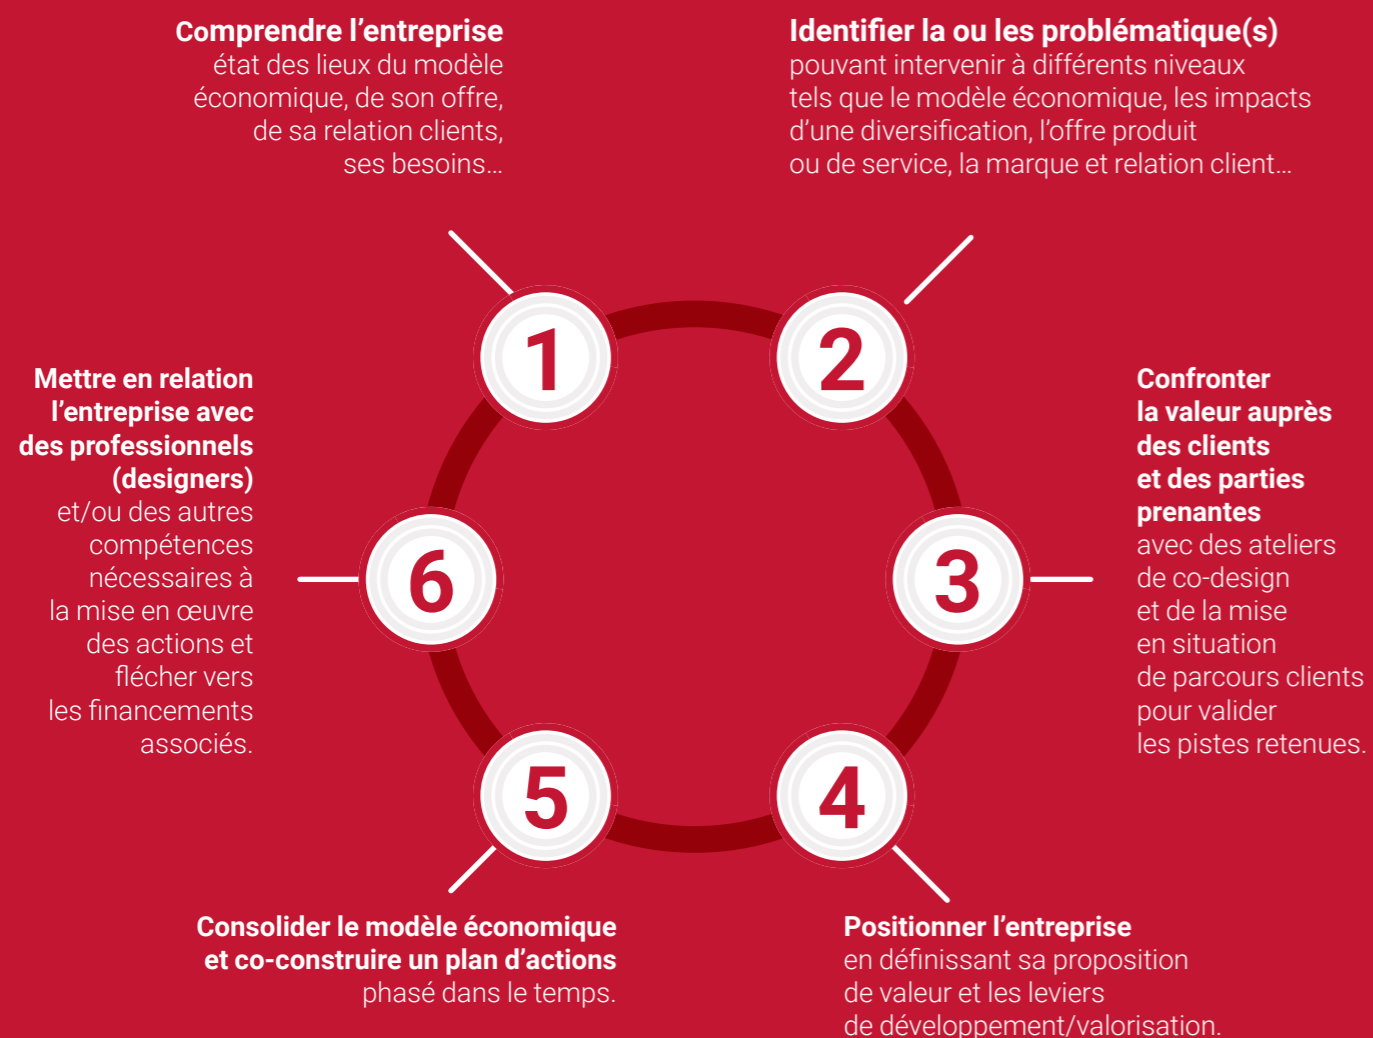 Comprendre l’entreprise
état des lieux du modèle
économique, de son offre,
de sa relation clients,
ses besoins…
Identifier la ou les problématique(s)
pouvant intervenir à différents niveaux
tels que le modèle économique, les impacts
d’une diversification, l’offre produit
ou de service, la marque et relation client…
1
2
Confronter
la valeur auprès
des clients
et des parties
prenantes
avec des ateliers
de co-design
et de la mise
en situation
de parcours clients
pour valider
les pistes retenues.
3
4
Positionner l’entreprise
en définissant sa proposition
de valeur et les leviers
de développement/valorisation.
5
Consolider le modèle économique
et co-construire un plan d’actions
phasé dans le temps.
6
Mettre en relation
l’entreprise avec
des professionnels
(designers)
et/ou des autres
compétences
nécessaires à
la mise en œuvre
des actions et
flécher vers
les financements
associés.